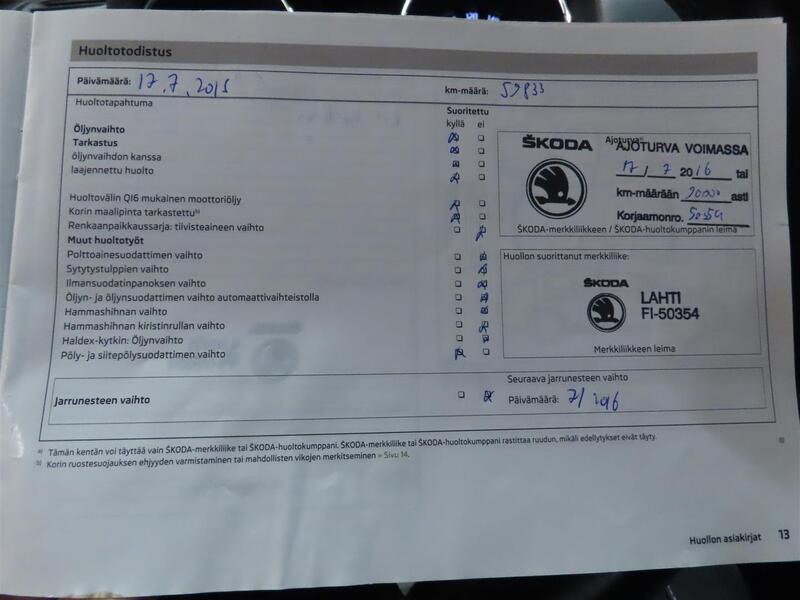 Huoltotodistus
Päivämäärä: 17.7.2015
km-määrä: 59833
Huoltotapahtuma
Suoritettu
kyllä ei
Öljynvaihto
Tarkastus
öljynvaihdon kanssa
laajennettu huolto
Huoltovälin QI6 mukainen moottoriöljy
Korin maalipinta tarkastettu b)
Renkaanpaikkaussarja: tiivisteaineen vaihto
Muut huoltotyöt
Polttoainesuodattimen vaihto
Sytytystulppien vaihto
Ilmansuodatinpanoksen vaihto
Öljyn- ja öljynsuodattimen vaihto automaattivaihteistolla
Hammashihnan vaihto
Hammashihnan kiristinrullan vaihto
Haldex-kytkin: Öljynvaihto
Pöly- ja siitepölysuodattimen vaihto
ŠKODA
Ajoturva
AJOTURVA VOIMASSA
17 / 7 2016 tai
km-määrään 90000 asti
Korjaamonro. 50354
ŠKODA-merkkiliikkeen / ŠKODA-huoltokumppanin leima
Huollon suorittanut merkkiliike:
ŠKODA
LAHTI
FI-50354
Merkkiliikkeen leima
Jarrunesteen vaihto
Seuraava jarrunesteen vaihto
Päivämäärä: 7/2016
a) Tämän kentän voi täyttää vain ŠKODA-merkkiliike tai ŠKODA-huoltokumppani. ŠKODA-merkkiliike tai ŠKODA-huoltokumppani rastittaa ruudun, mikäli edellytykset eivät täyty.
b) Korin ruostesuojauksen ehjyyden varmistaminen tai mahdollisten vikojen merkitseminen » Sivu 14.
Huollon asiakirjat 13